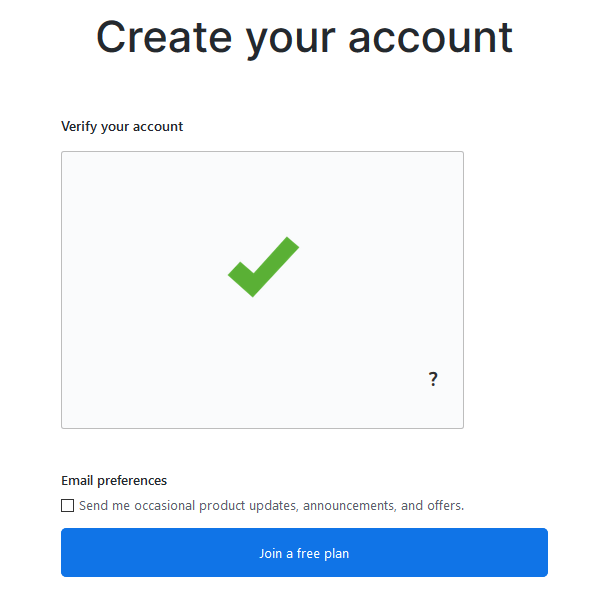 Create your account
Verify your account
?
Email preferences
Send me occasional product updates, announcements, and offers.
Join a free plan